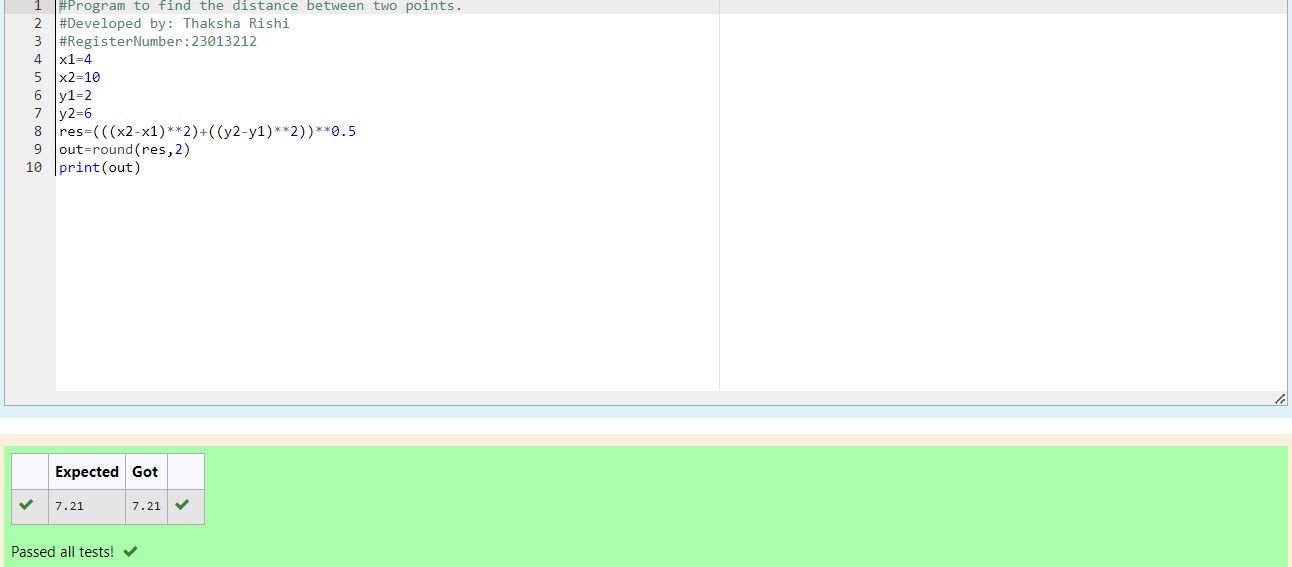 1 #Program to find the distance between two points.
2 #Developed by: Thaksha Rishi
3 #RegisterNumber:23013212
4 x1=4
5 x2=10
6 y1=2
7 y2=6
8 res=(((x2-x1)**2)+((y2-y1)**2))**0.5
9 out=round(res,2)
10 print(out)
Expected Got
7.21 7.21
Passed all tests!